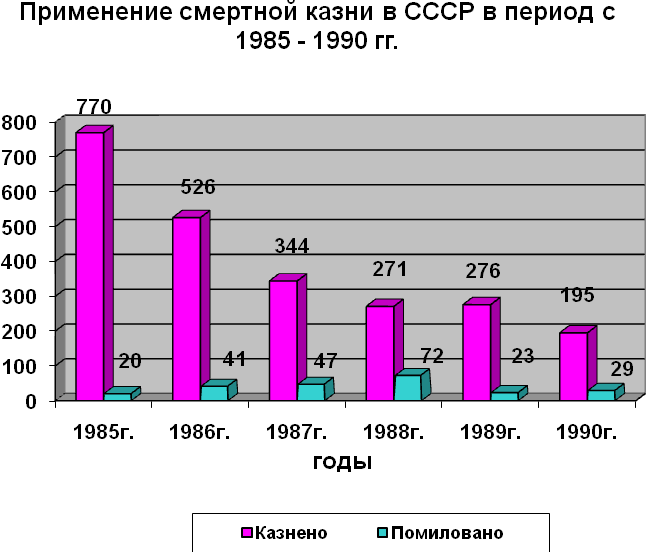 Применение смертной казни в СССР в период с
1985 - 1990 гг.
770
800
700
600
500
400
300
200
100
0
526
344
271
276
195
20
41
47
72
23
29
1985г.
1986г.
1987г.
1988г.
1989г.
1990г.
годы
Казнено
Помиловано